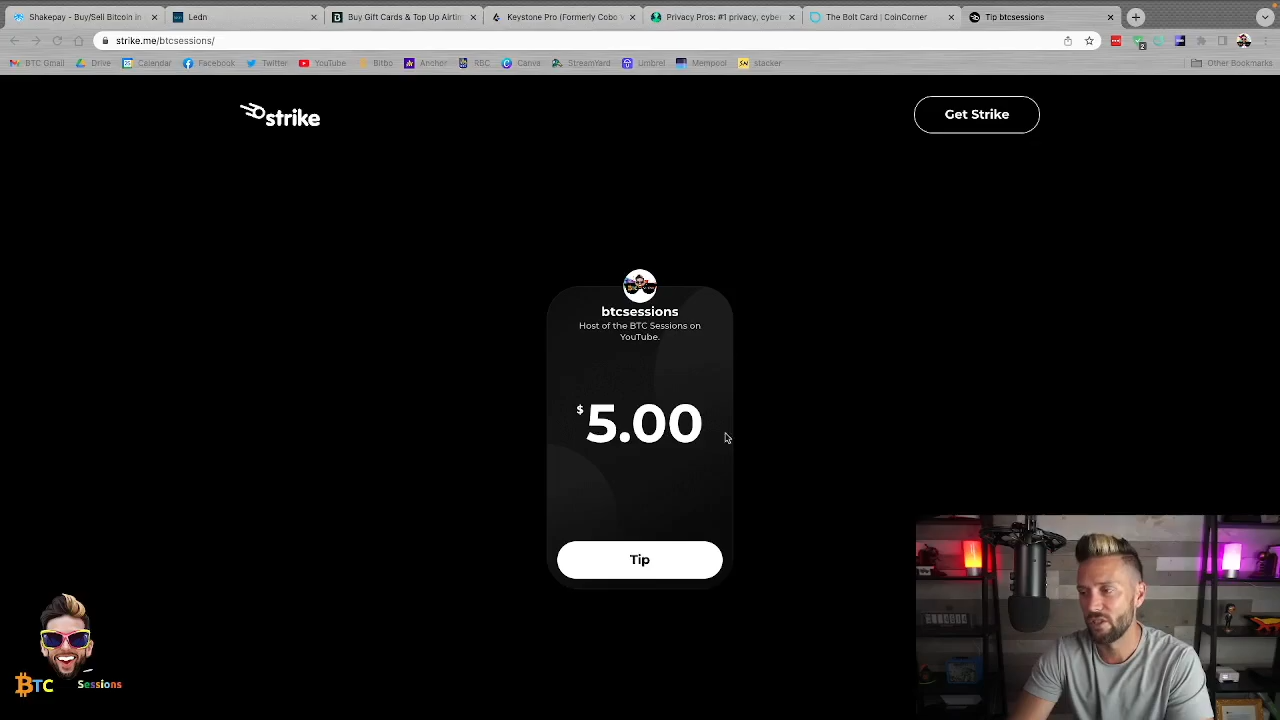 Shakepay - Buy/Sell Bitcoin in
Ledn
Buy Gift Cards & Top Up Airtin
Keystone Pro (Formerly Cobo V
Privacy Pros: #1 privacy, cyber
The Bolt Card | CoinCorner
Tip btcsessions
strike.me/btcsessions/
2
BTC Gmail
Drive
Calendar
Facebook
Twitter
YouTube
Bitbo
Anchor
RBC
Canva
StreamYard
Umbrel
Mempool
stacker
Other Bookmarks
strike
Get Strike
btcsessions
Host of the BTC Sessions on
YouTube.
$5.00
Tip
BTC Sessions